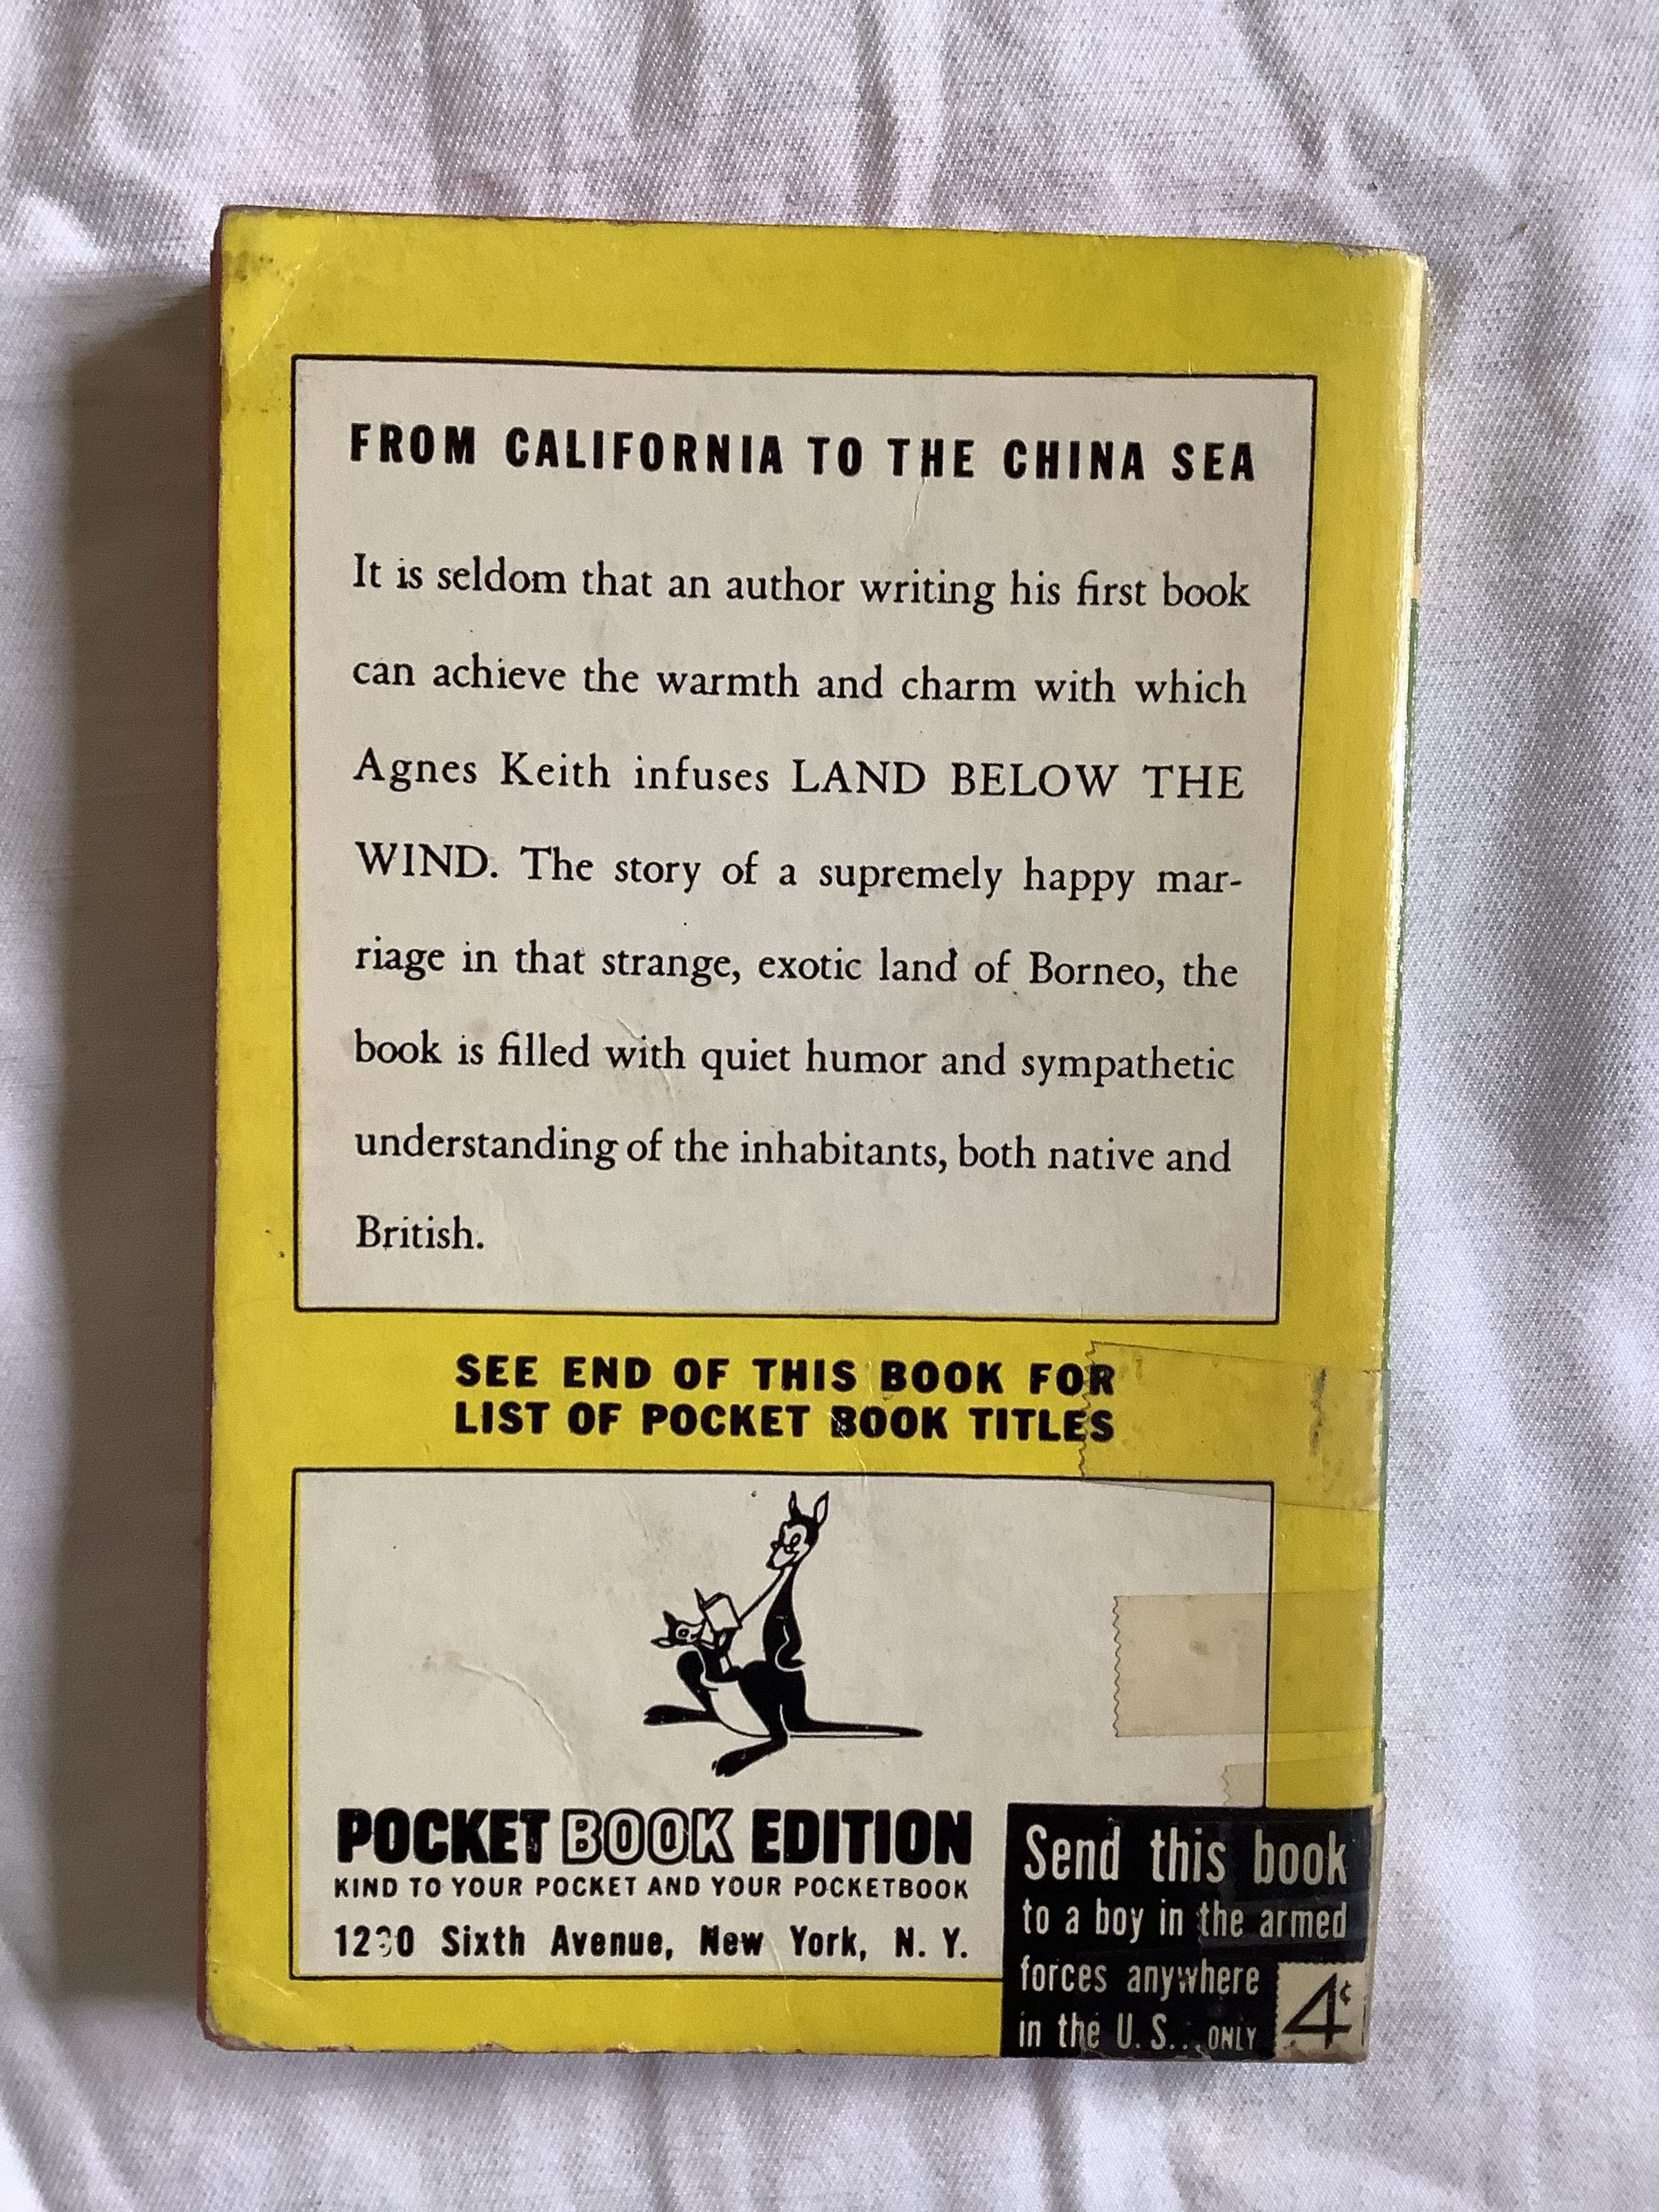 FROM CALIFORNIA TO THE CHINA SEA
It is seldom that an author writing his first book
can achieve the warmth and charm with which
Agnes Keith infuses LAND BELOW THE
WIND. The story of a supremely happy mar-
riage in that strange, exotic land of Borneo, the
book is filled with quiet humor and sympathetic
understanding of the inhabitants, both native and
British.
SEE END OF THIS BOOK FOR
LIST OF POCKET BOOK TITLES
POCKET BOOK EDITION
KIND TO YOUR POCKET AND YOUR POCKETBOOK
Sixth Avenue, New York, N. Y.
Send this book
to a boy in the armed
forces anywhere
in the U. S... ONLY 4¢